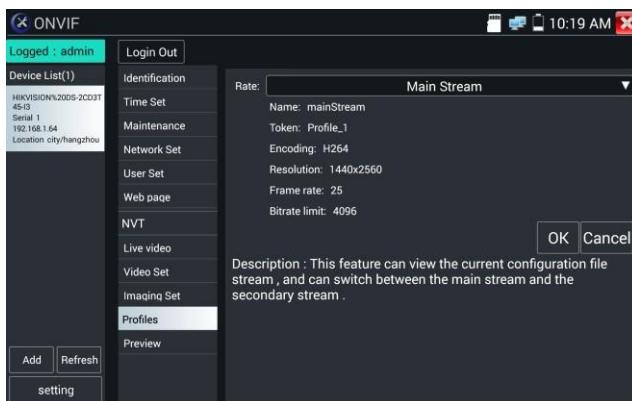 ONVIF
10:19 AM
Logged : admin
Login Out
Device List(1)
HIKVISION%20DS-2CD3T
45-I3
Serial 1
192.168.1.64
Location city/hangzhou
Add
Refresh
setting
Identification
Time Set
Maintenance
Network Set
User Set
Web page
NVT
Live video
Video Set
Imaging Set
Profiles
Preview
Rate:
Main Stream
Name: mainStream
Token: Profile_1
Encoding: H264
Resolution: 1440x2560
Frame rate: 25
Bitrate limit: 4096
OK
Cancel
Description : This feature can view the current configuration file
stream , and can switch between the main stream and the
secondary stream .